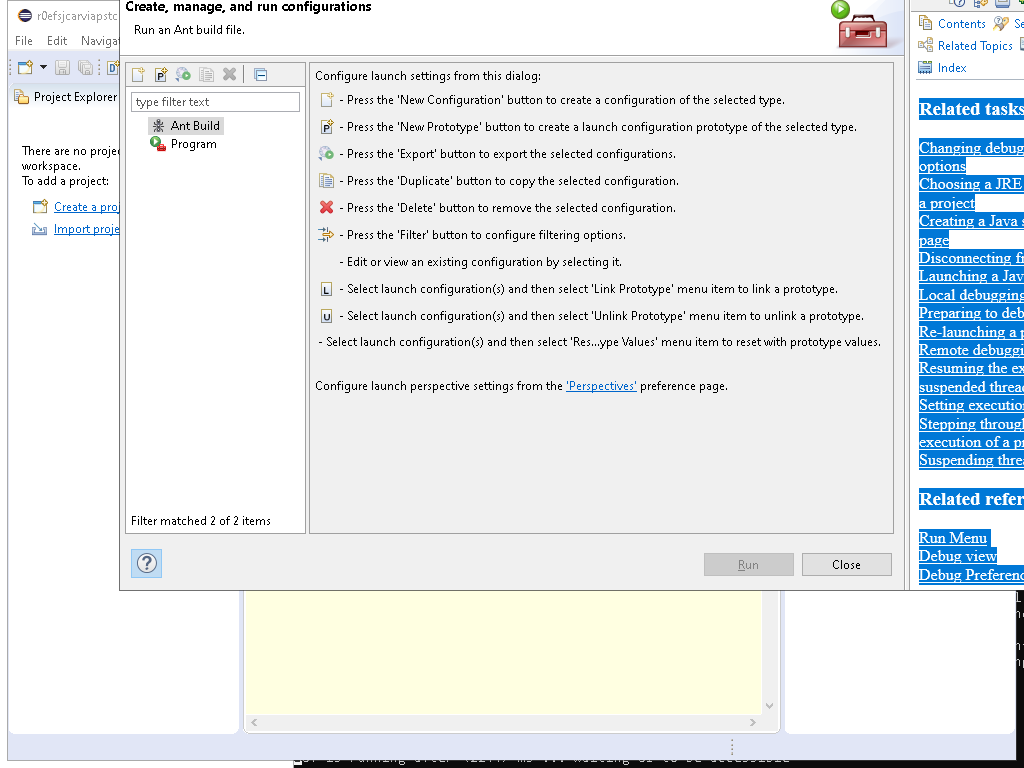 Create, manage, and run configurations
Run an Ant build file.
r0efsjcarviapstc
File Edit Naviga
Project Explorer
There are no proje
workspace.
To add a project:
Create a proj
Import proje
type filter text
Ant Build
Program
Filter matched 2 of 2 items
Configure launch settings from this dialog:
- Press the 'New Configuration' button to create a configuration of the selected type.
P - Press the 'New Prototype' button to create a launch configuration prototype of the selected type.
- Press the 'Export' button to export the selected configurations.
- Press the 'Duplicate' button to copy the selected configuration.
- Press the 'Delete' button to remove the selected configuration.
- Press the 'Filter' button to configure filtering options.
- Edit or view an existing configuration by selecting it.
L - Select launch configuration(s) and then select 'Link Prototype' menu item to link a prototype.
U - Select launch configuration(s) and then select 'Unlink Prototype' menu item to unlink a prototype.
- Select launch configuration(s) and then select 'Res...ype Values' menu item to reset with prototype values.
Configure launch perspective settings from the 'Perspectives' preference page.
? Run Close
Contents Se
Related Topics
Index
Related tasks
Changing debug
options
Choosing a JRE
a project
Creating a Java s
page
Disconnecting fr
Launching a Jav
Local debugging
Preparing to deb
Re-launching a p
Remote debuggi
Resuming the ex
suspended threa
Setting executio
Stepping through
execution of a pr
Suspending threa
Related refer
Run Menu
Debug view
Debug Preferenc